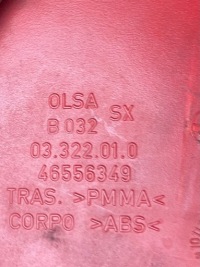 OLSA SX
B 032
03.322.01.0
46556349
TRAS. >PMMA<
CORPO >ABS<